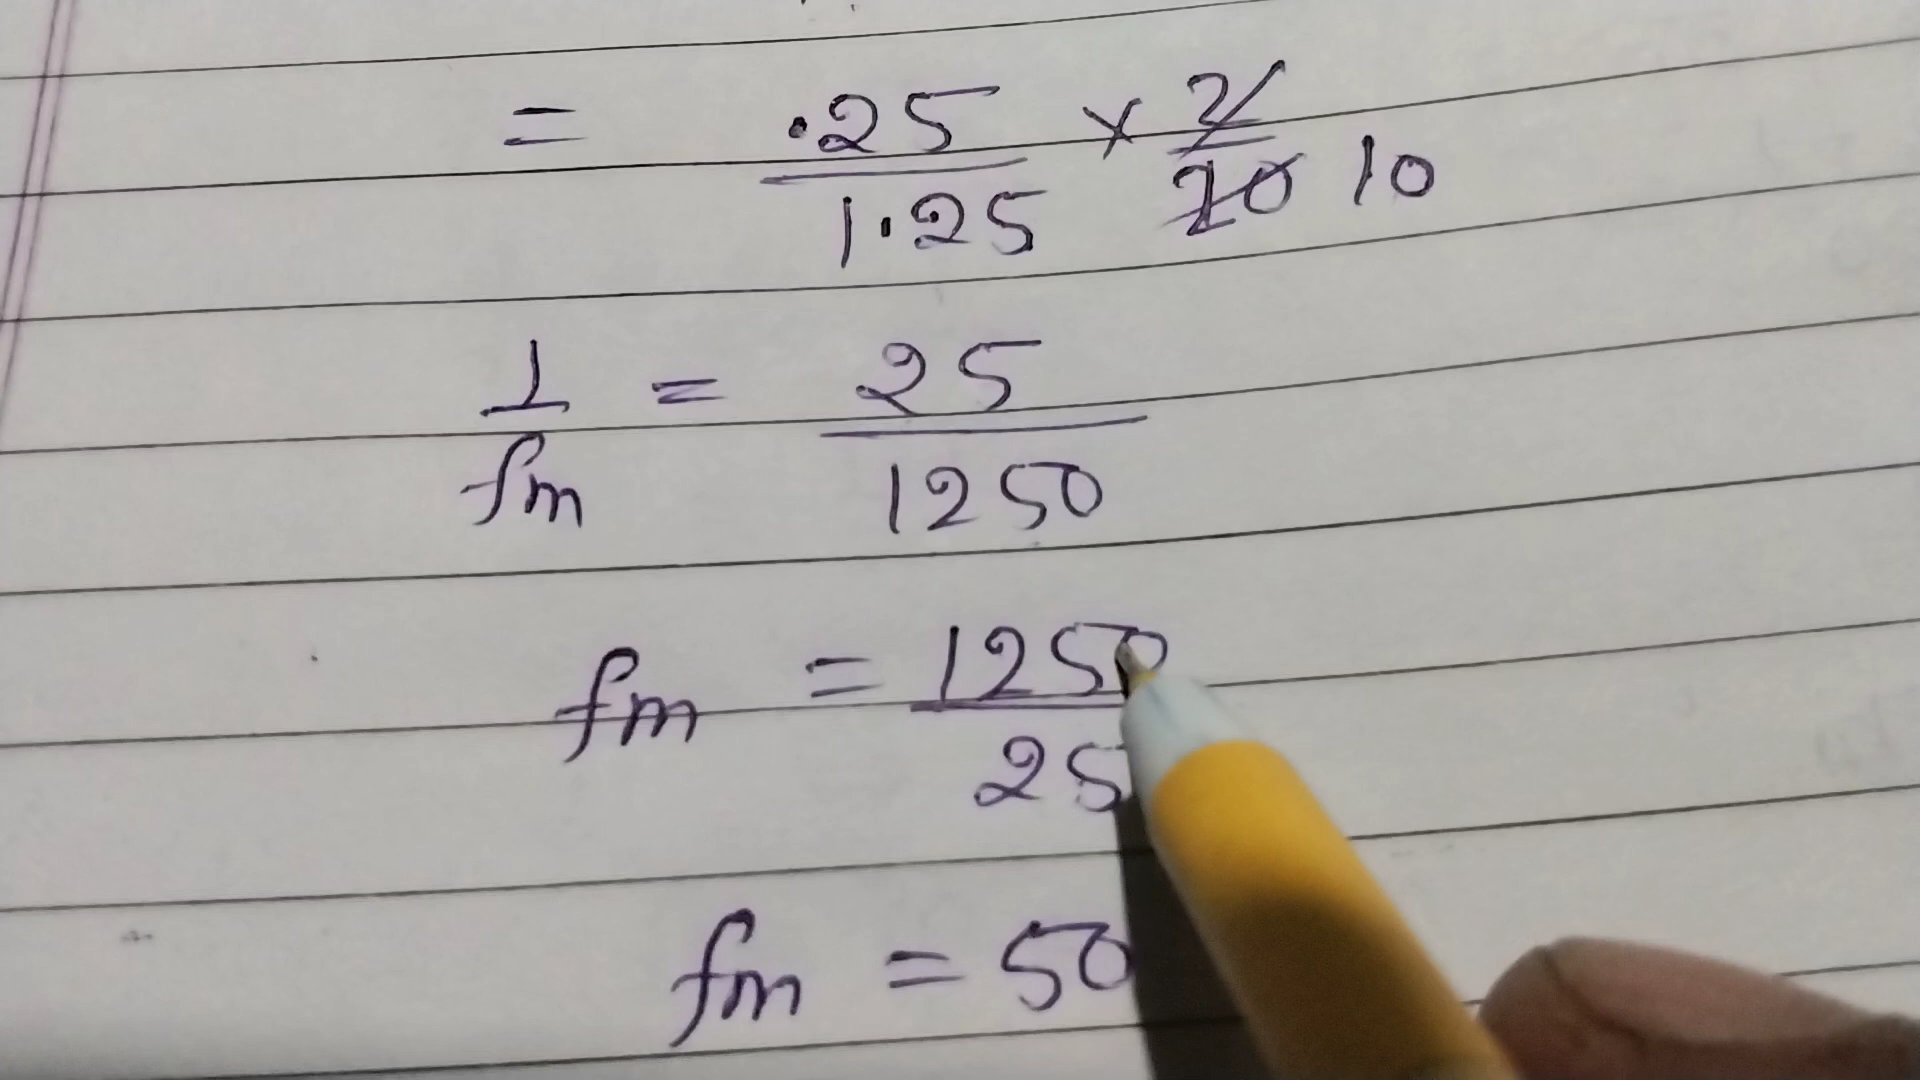 = .25/1.25 × 2/20 10
1/fm = 25/1250
fm = 1250/25
fm = 50